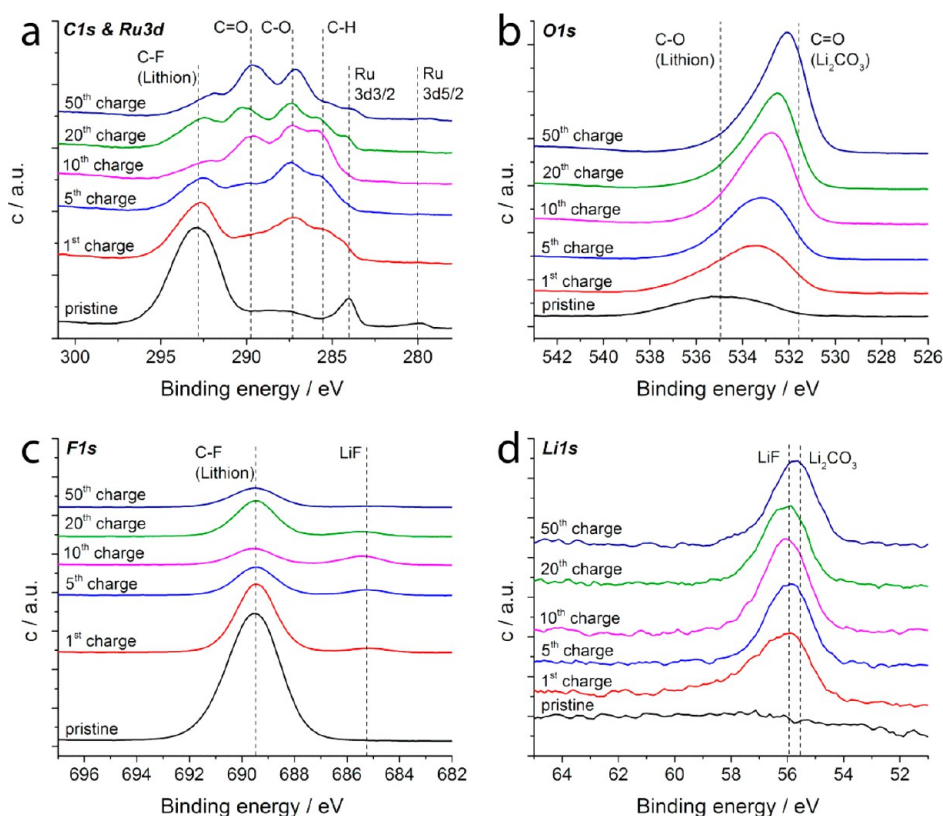 a
C1s & Ru3d
C=O
C-O
C-H
C-F
(Lithion)
Ru
3d3/2
Ru
3d5/2
50th charge
20th charge
10th charge
5th charge
1st charge
pristine
c / a.u.
300
295
290
285
280
Binding energy / eV
b
O1s
C-O
(Lithion)
C=O
(Li2CO3)
50th charge
20th charge
10th charge
5th charge
1st charge
pristine
c / a.u.
542 540 538 536 534 532 530 528 526
Binding energy / eV
c
F1s
C-F
(Lithion)
LiF
50th charge
20th charge
10th charge
5th charge
1st charge
pristine
c / a.u.
696 694 692 690 688 686 684 682
Binding energy / eV
d
Li1s
LiF
Li2CO3
50th charge
20th charge
10th charge
5th charge
1st charge
pristine
c / a.u.
64 62 60 58 56 54 52
Binding energy / eV